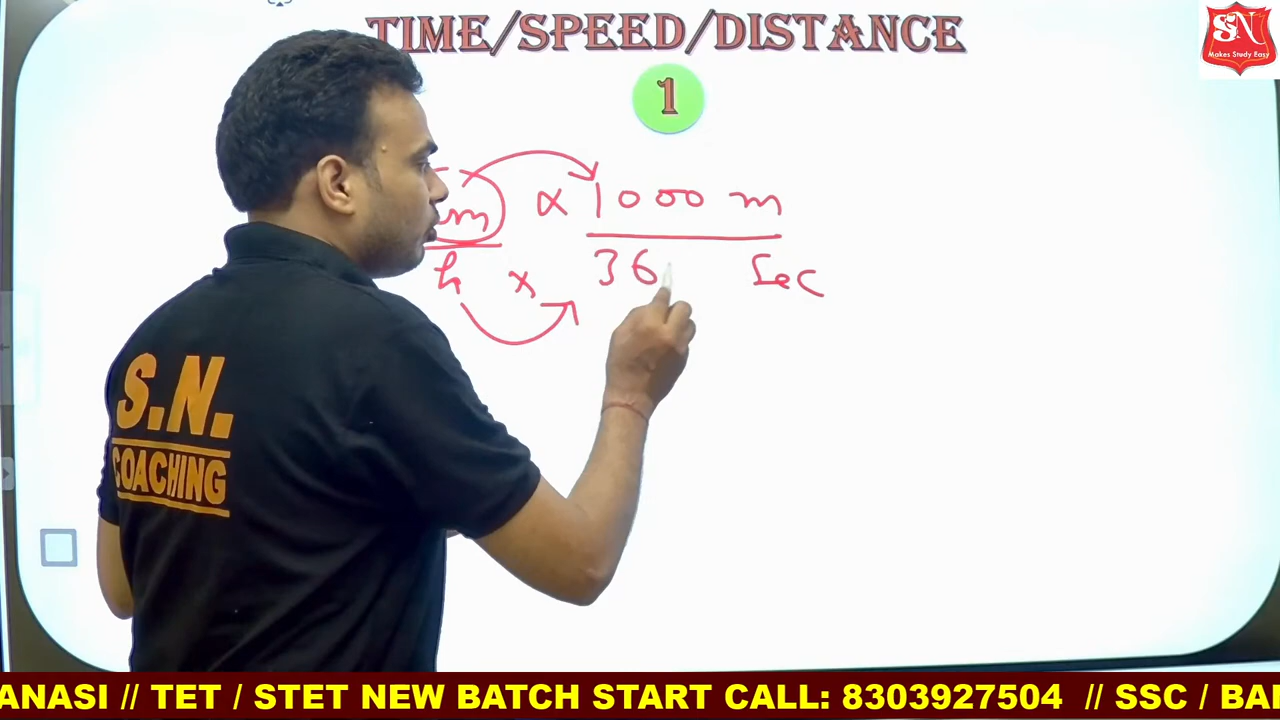 TIME/SPEED/DISTANCE
SN
Makes Study Easy
1
m × 1000 m
h × 36 Sec
S.N.
COACHING
ANASI // TET / STET NEW BATCH START CALL: 8303927504 // SSC / BA